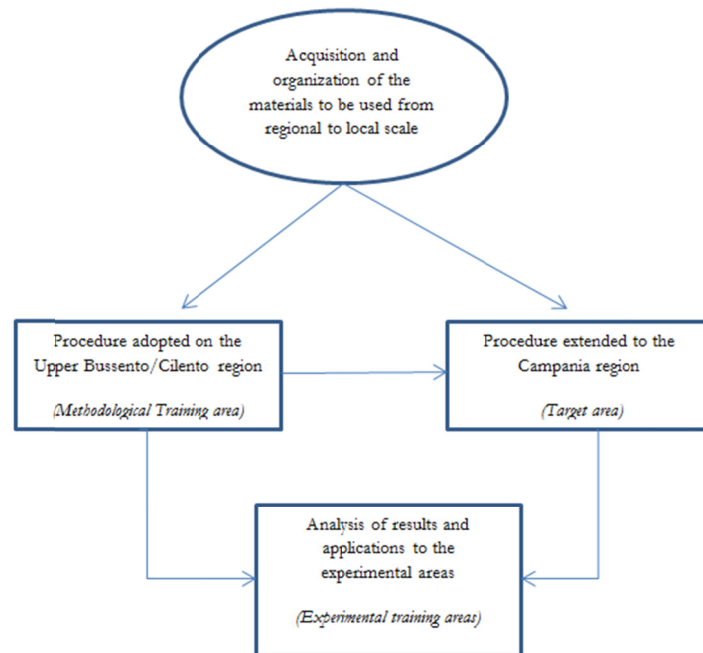 Acquisition and
organization of the
materials to be used from
regional to local scale
Procedure adopted on the
Upper Bussento/Cilento region
(Methodological Training area)
Procedure extended to the
Campania region
(Target area)
Analysis of results and
applications to the
experimental areas
(Experimental training areas)